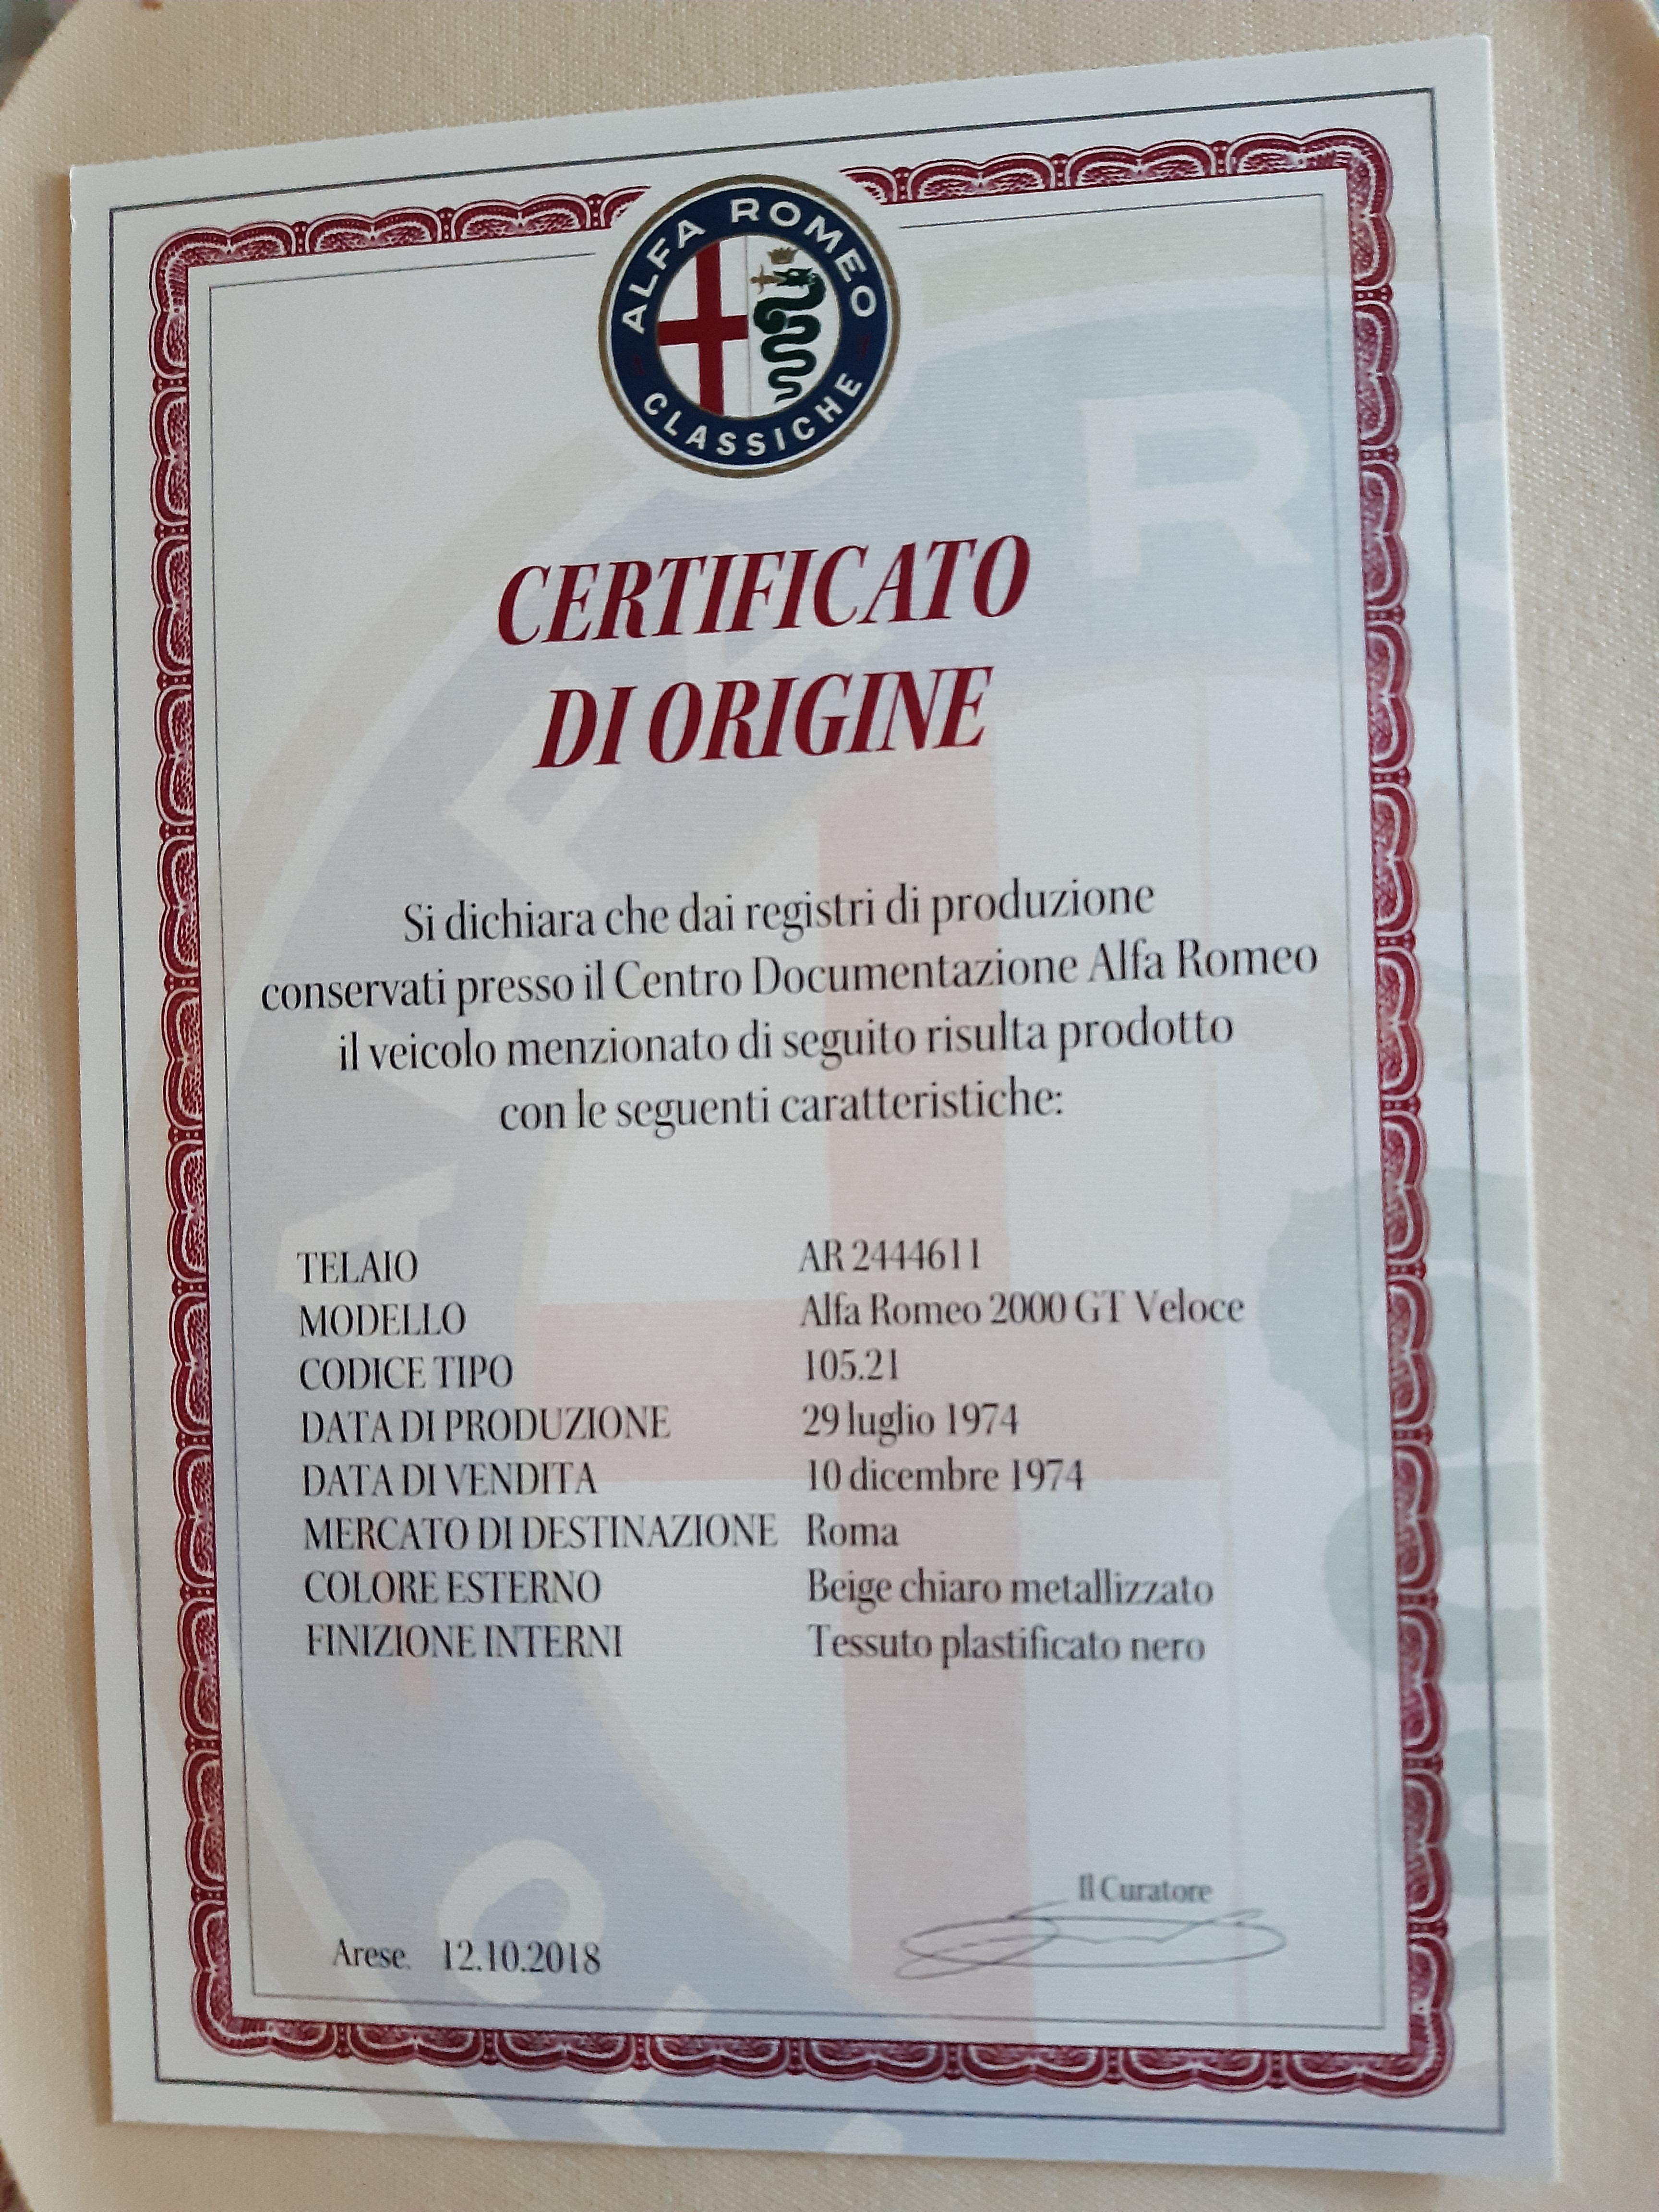 ALFA ROMEO
CLASSICHE
CERTIFICATO
DI ORIGINE
Si dichiara che dai registri di produzione
conservati presso il Centro Documentazione Alfa Romeo
il veicolo menzionato di seguito risulta prodotto
con le seguenti caratteristiche:
TELAIO AR 2444611
MODELLO Alfa Romeo 2000 GT Veloce
CODICE TIPO 105.21
DATA DI PRODUZIONE 29 luglio 1974
DATA DI VENDITA 10 dicembre 1974
MERCATO DI DESTINAZIONE Roma
COLORE ESTERNO Beige chiaro metallizzato
FINIZIONE INTERNI Tessuto plastificato nero
Il Curatore
Arese. 12.10.2018